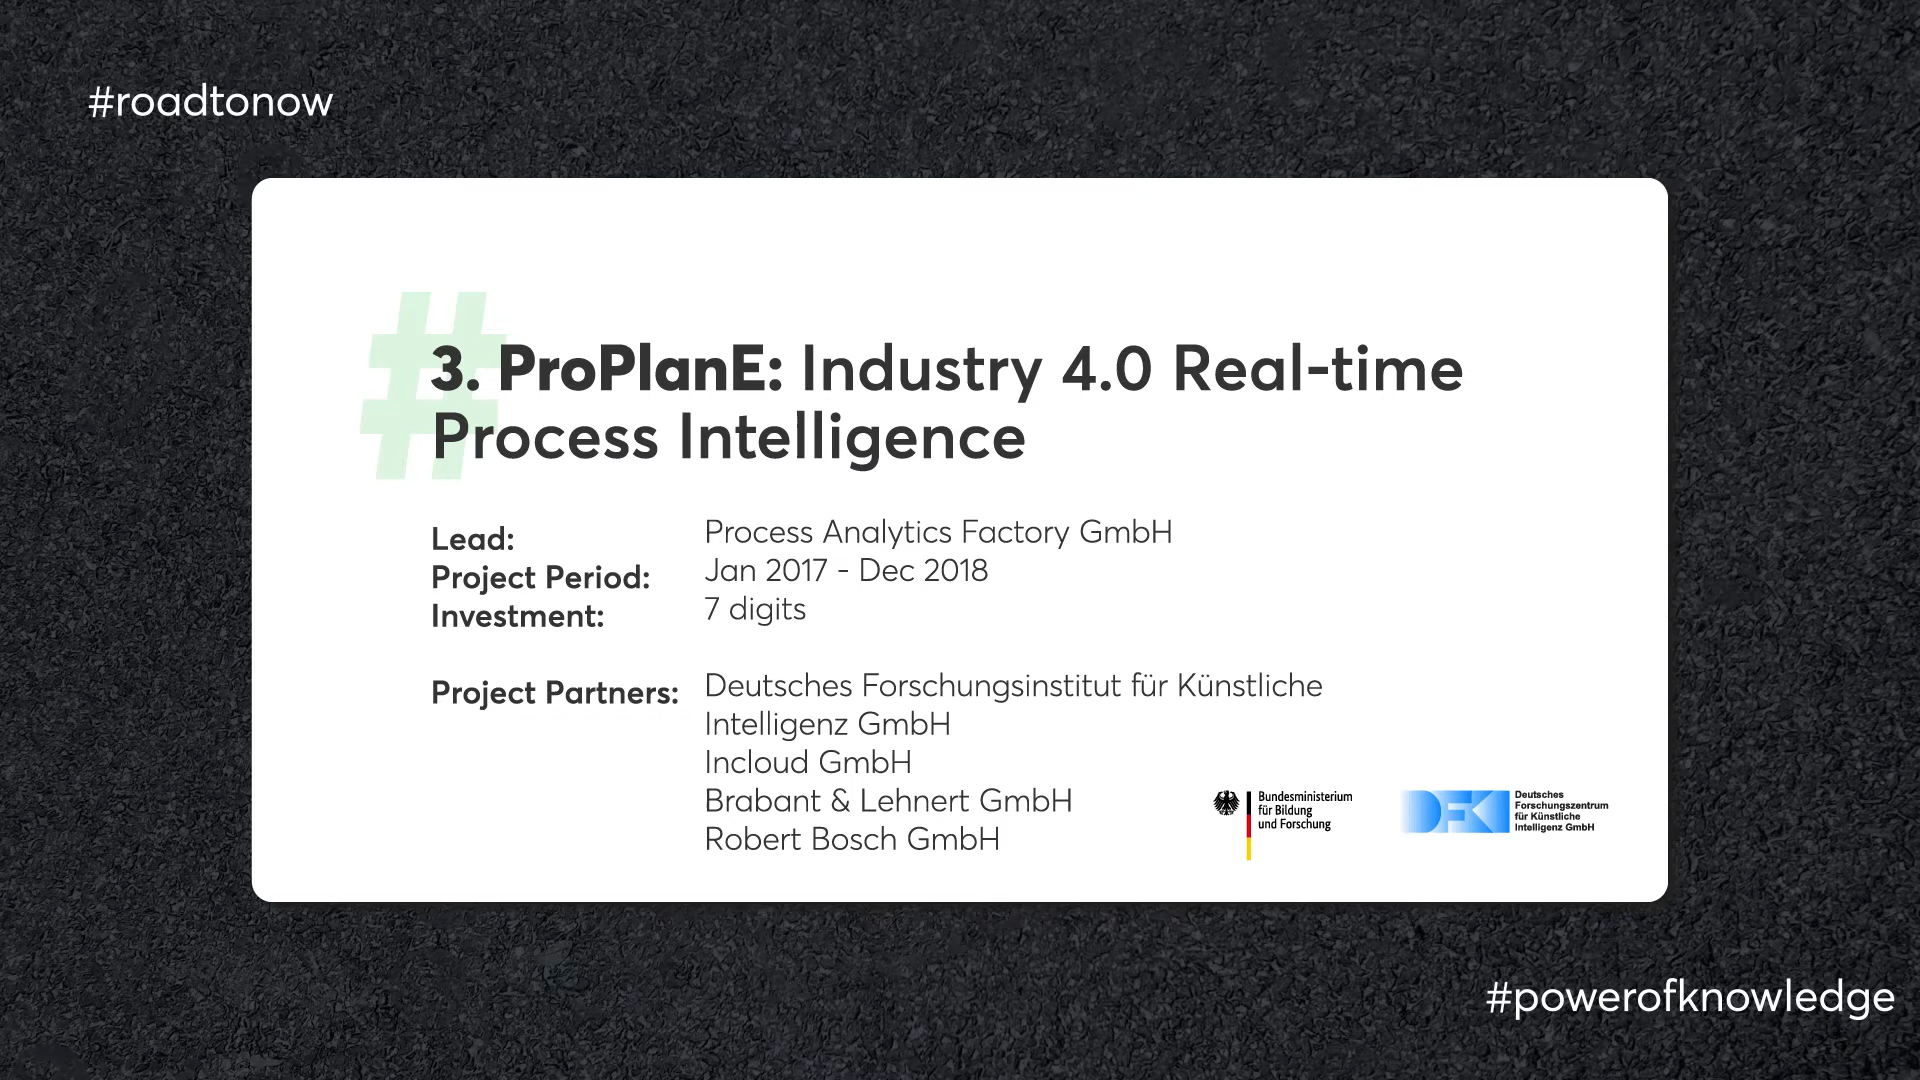 #roadtonow
3. ProPlanE: Industry 4.0 Real-time
Process Intelligence
Lead: Process Analytics Factory GmbH
Project Period: Jan 2017 - Dec 2018
Investment: 7 digits
Project Partners: Deutsches Forschungsinstitut für Künstliche
Intelligenz GmbH
Incloud GmbH
Brabant & Lehnert GmbH
Robert Bosch GmbH
Bundesministerium
für Bildung
und Forschung
DFKI
Deutsches
Forschungszentrum
für Künstliche
Intelligenz GmbH
#powerofknowledge